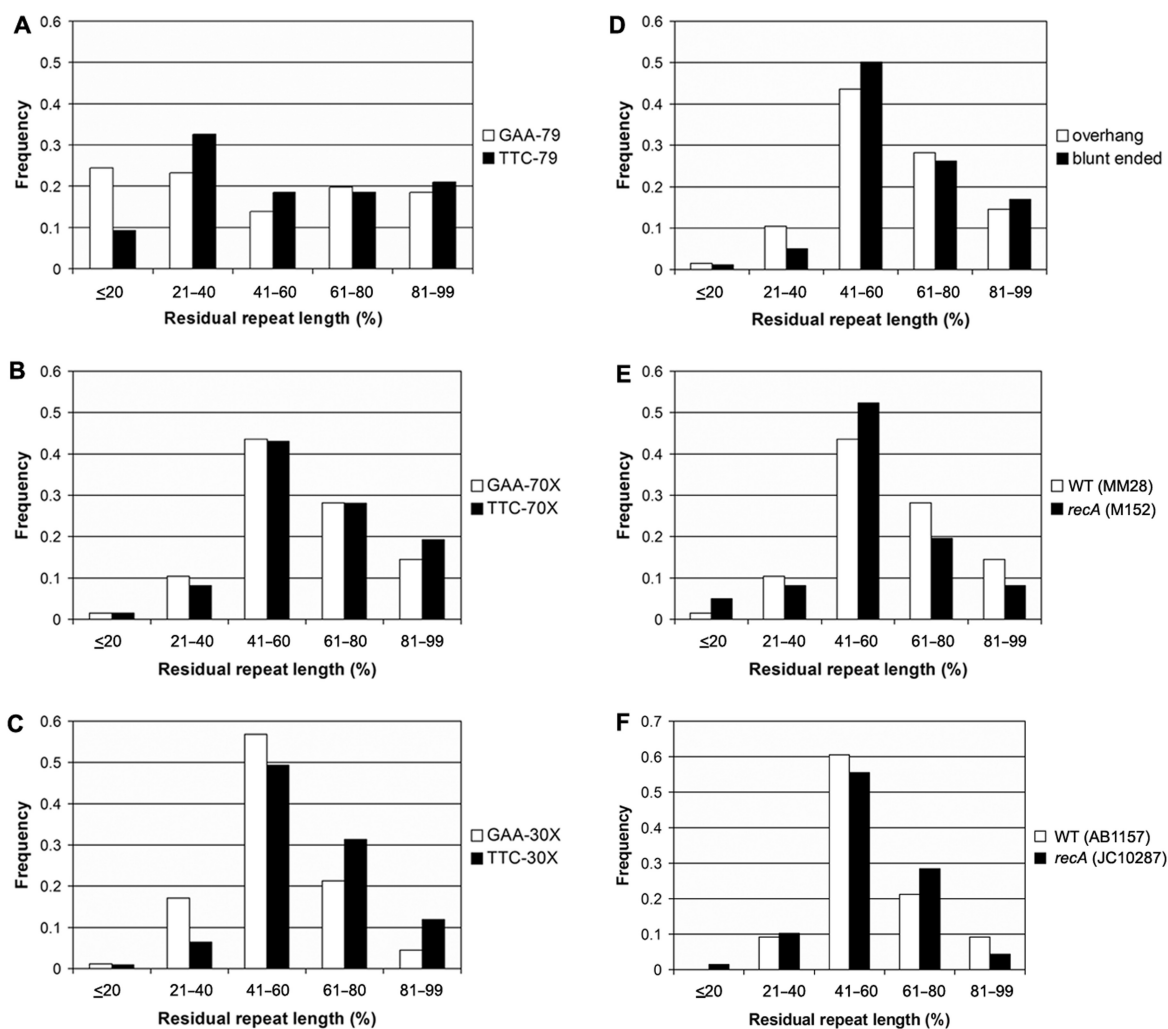 A
0.6
0.5
0.4
0.3
0.2
0.1
0
Frequency
≤20 21–40 41–60 61–80 81–99
Residual repeat length (%)
GAA-79
TTC-79
B
0.6
0.5
0.4
0.3
0.2
0.1
0
Frequency
≤20 21–40 41–60 61–80 81–99
Residual repeat length (%)
GAA-70X
TTC-70X
C
0.6
0.5
0.4
0.3
0.2
0.1
0
Frequency
≤20 21–40 41–60 61–80 81–99
Residual repeat length (%)
GAA-30X
TTC-30X
D
0.6
0.5
0.4
0.3
0.2
0.1
0
Frequency
≤20 21–40 41–60 61–80 81–99
Residual repeat length (%)
overhang
blunt ended
E
0.6
0.5
0.4
0.3
0.2
0.1
0
Frequency
≤20 21–40 41–60 61–80 81–99
Residual repeat length (%)
WT (MM28)
recA (M152)
F
0.7
0.6
0.5
0.4
0.3
0.2
0.1
0
Frequency
≤20 21–40 41–60 61–80 81–99
Residual repeat length (%)
WT (AB1157)
recA (JC10287)